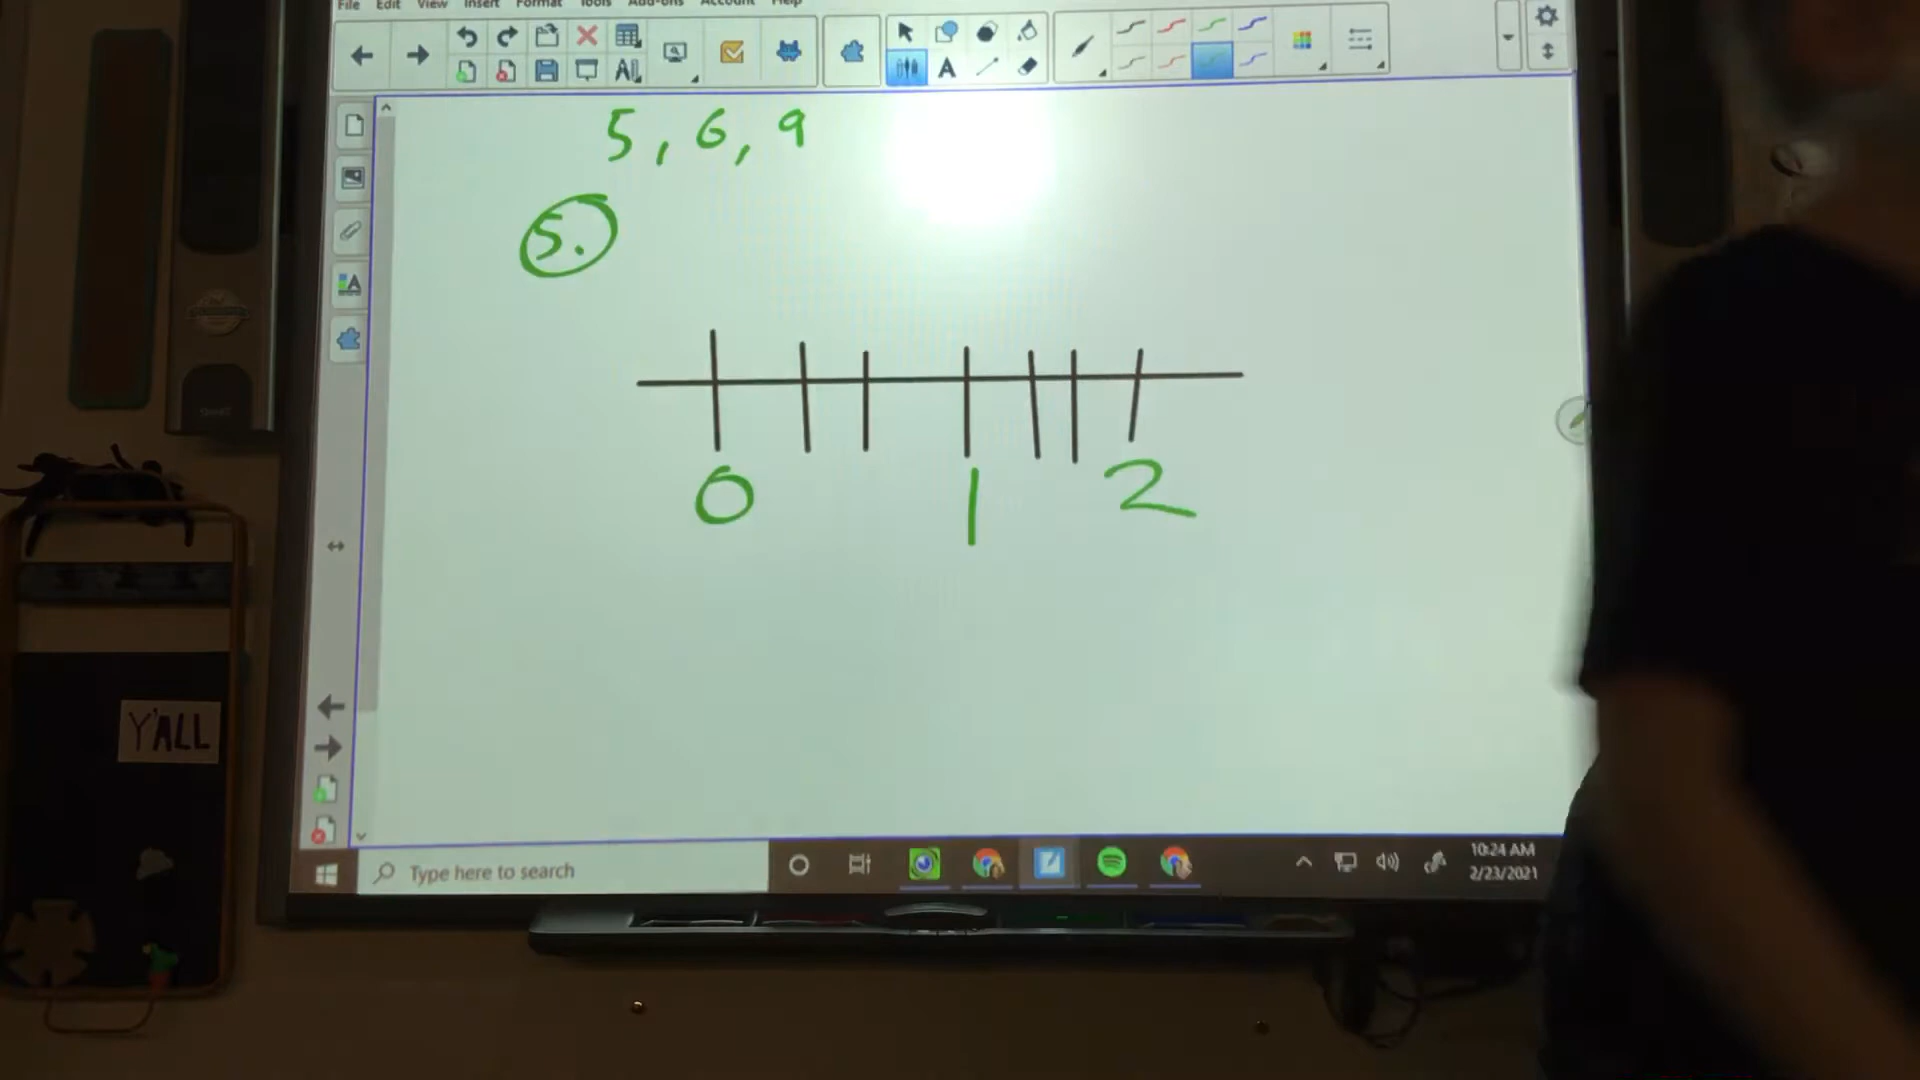 File Edit View Insert Format Tools Add-ons Account Help
5, 6, 9
5.
0 1 2
Y'ALL
Type here to search
10:24 AM
2/23/2021